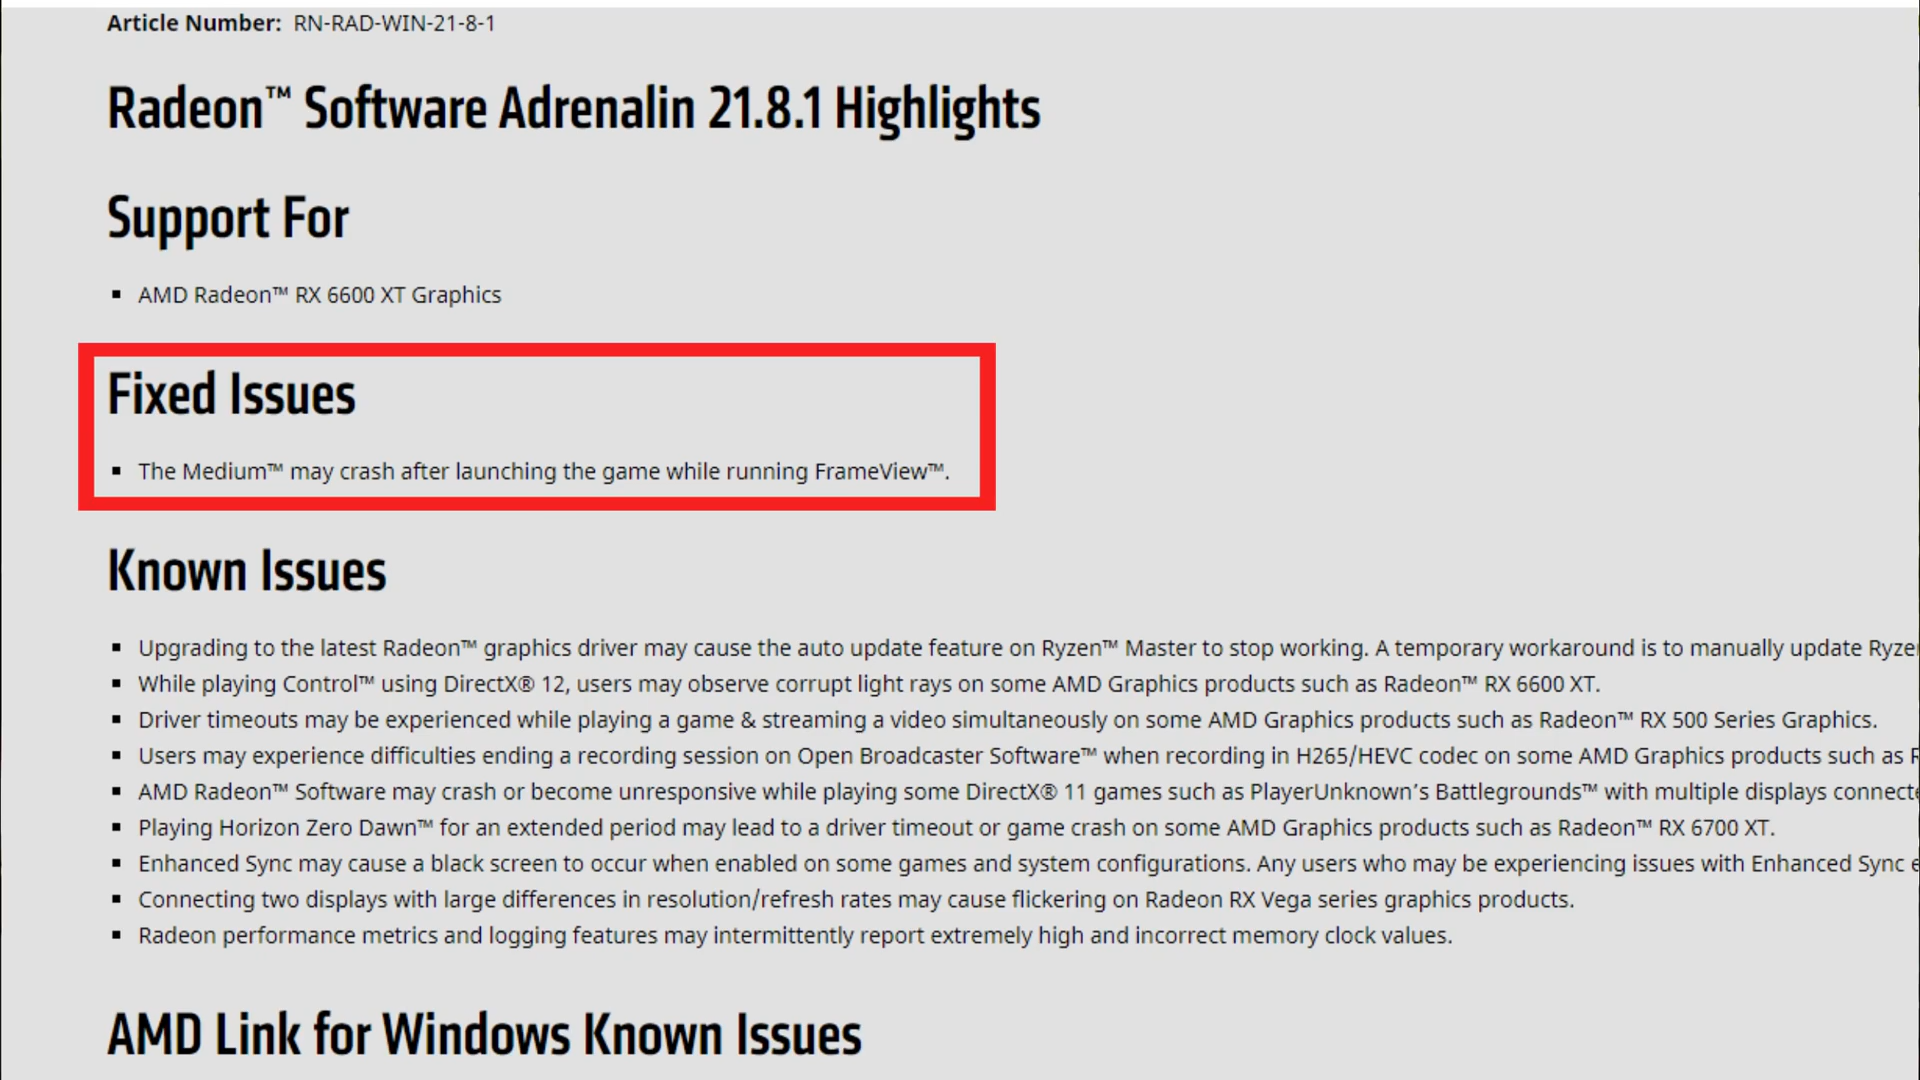 Article Number: RN-RAD-WIN-21-8-1
Radeon™ Software Adrenalin 21.8.1 Highlights
Support For
▪ AMD Radeon™ RX 6600 XT Graphics
Fixed Issues
▪ The Medium™ may crash after launching the game while running FrameView™.
Known Issues
▪ Upgrading to the latest Radeon™ graphics driver may cause the auto update feature on Ryzen™ Master to stop working. A temporary workaround is to manually update
▪ While playing Control™ using DirectX® 12, users may observe corrupt light rays on some AMD Graphics products such as Radeon™ RX 6600 XT.
▪ Driver timeouts may be experienced while playing a game & streaming a video simultaneously on some AMD Graphics products such as Radeon™ RX 500 Series Graphics.
▪ Users may experience difficulties ending a recording session on Open Broadcaster Software™ when recording in H265/HEVC codec on some AMD Graphics products such as
▪ AMD Radeon™ Software may crash or become unresponsive while playing some DirectX® 11 games such as PlayerUnknown’s Battlegrounds™ with multiple displays
▪ Playing Horizon Zero Dawn™ for an extended period may lead to a driver timeout or game crash on some AMD Graphics products such as Radeon™ RX 6700 XT.
▪ Enhanced Sync may cause a black screen to occur when enabled on some games and system configurations. Any users who may be experiencing issues with Enhanced Sync
▪ Connecting two displays with large differences in resolution/refresh rates may cause flickering on Radeon RX Vega series graphics products.
▪ Radeon performance metrics and logging features may intermittently report extremely high and incorrect memory clock values.
AMD Link for Windows Known Issues